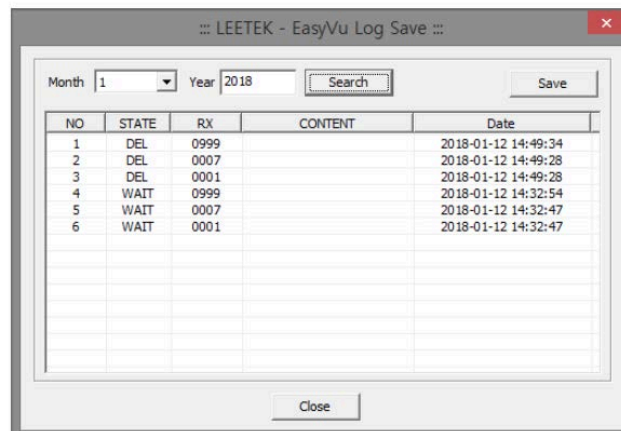 ::: LEETEK - EasyVu Log Save :::
Month 1 Year 2018 Search Save
NO STATE RX CONTENT Date
1 DEL 0999 2018-01-12 14:49:34
2 DEL 0007 2018-01-12 14:49:28
3 DEL 0001 2018-01-12 14:49:28
4 WAIT 0999 2018-01-12 14:32:54
5 WAIT 0007 2018-01-12 14:32:47
6 WAIT 0001 2018-01-12 14:32:47
Close